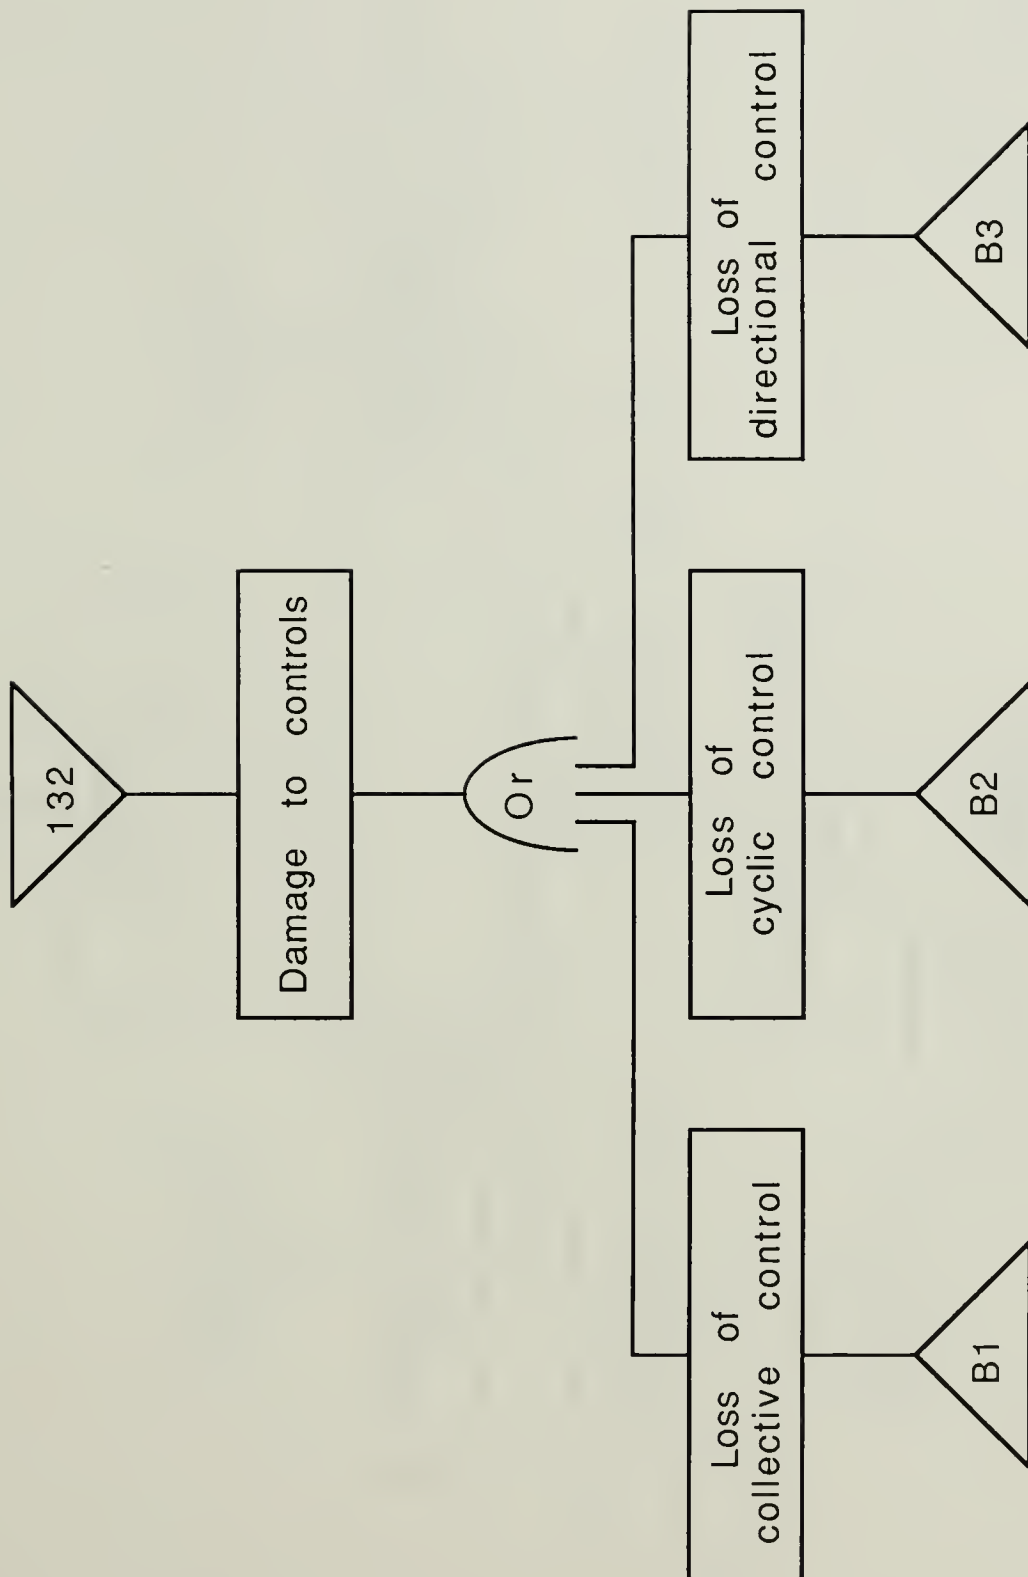 132
Damage to controls
Or
Loss of
collective control
Loss of
cyclic control
Loss of
directional control
B1
B2
B3